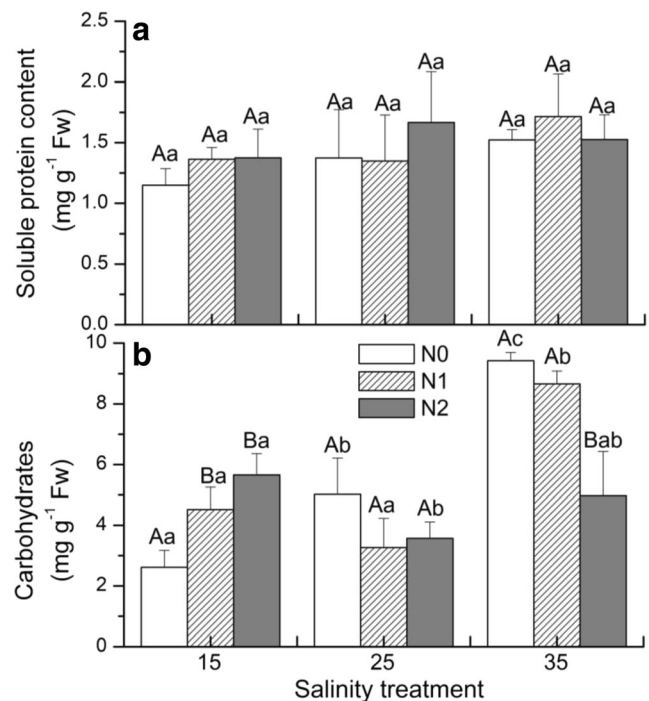 a
Soluble protein content
(mg g⁻¹ Fw)
2.5
2.0
1.5
1.0
0.5
0.0
Aa
Aa
Aa
Aa
Aa
Aa
Aa
Aa
Aa
b
Carbohydrates
(mg g⁻¹ Fw)
10
8
6
4
2
0
N0
N1
N2
Aa
Ba
Ba
Ab
Aa
Ab
Ac
Ab
Bab
15
25
35
Salinity treatment